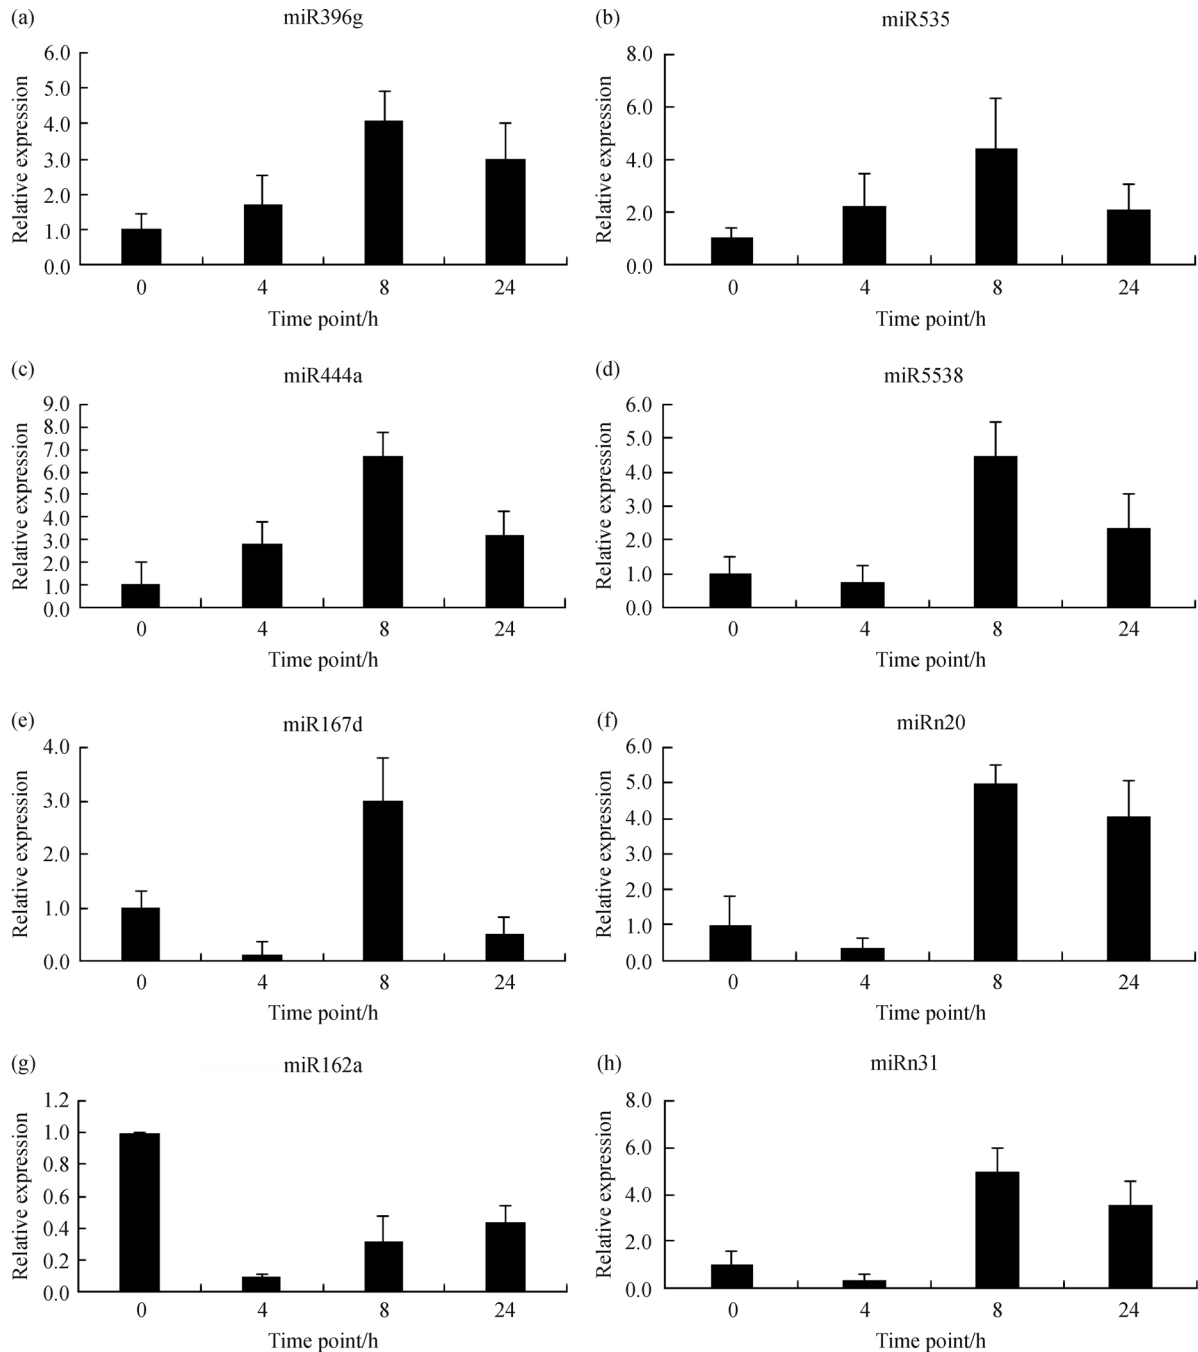 (a)
miR396g
Relative expression
6.0
5.0
4.0
3.0
2.0
1.0
0.0
0 4 8 24
Time point/h
(b)
miR535
Relative expression
8.0
6.0
4.0
2.0
0.0
0 4 8 24
Time point/h
(c)
miR444a
Relative expression
9.0
8.0
7.0
6.0
5.0
4.0
3.0
2.0
1.0
0.0
0 4 8 24
Time point/h
(d)
miR5538
Relative expression
6.0
5.0
4.0
3.0
2.0
1.0
0.0
0 4 8 24
Time point/h
(e)
miR167d
Relative expression
4.0
3.0
2.0
1.0
0.0
0 4 8 24
Time point/h
(f)
miRn20
Relative expression
6.0
5.0
4.0
3.0
2.0
1.0
0.0
0 4 8 24
Time point/h
(g)
miR162a
Relative expression
1.2
1.0
0.8
0.6
0.4
0.2
0.0
0 4 8 24
Time point/h
(h)
miRn31
Relative expression
8.0
6.0
4.0
2.0
0.0
0 4 8 24
Time point/h